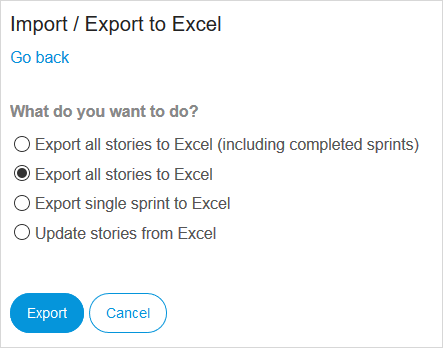 Import / Export to Excel
Go back
What do you want to do?
Export all stories to Excel (including completed sprints)
Export all stories to Excel
Export single sprint to Excel
Update stories from Excel
Export Cancel